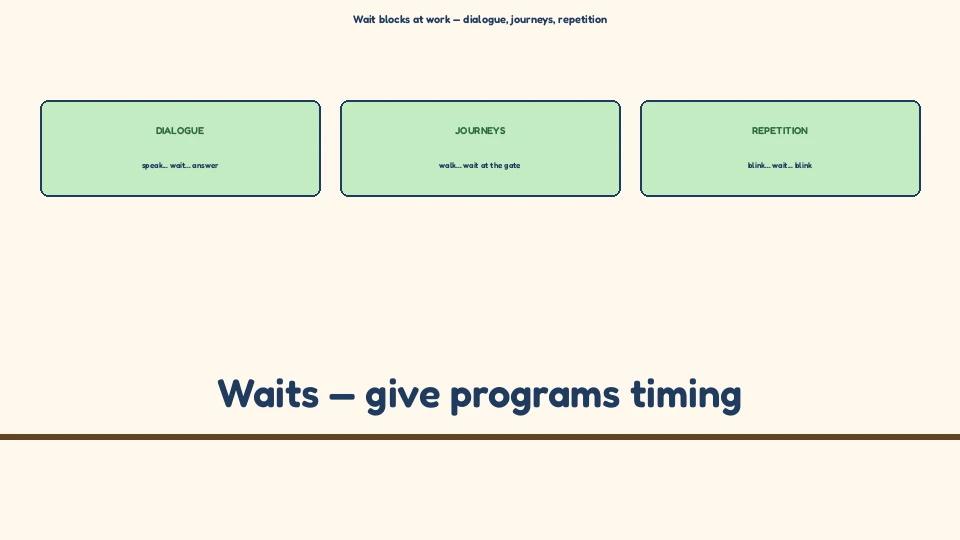 Wait blocks at work — dialogue, journeys, repetition
DIALOGUE
speak... wait... answer
JOURNEYS
walk... wait at the gate
REPETITION
blink... wait... blink
Waits — give programs timing